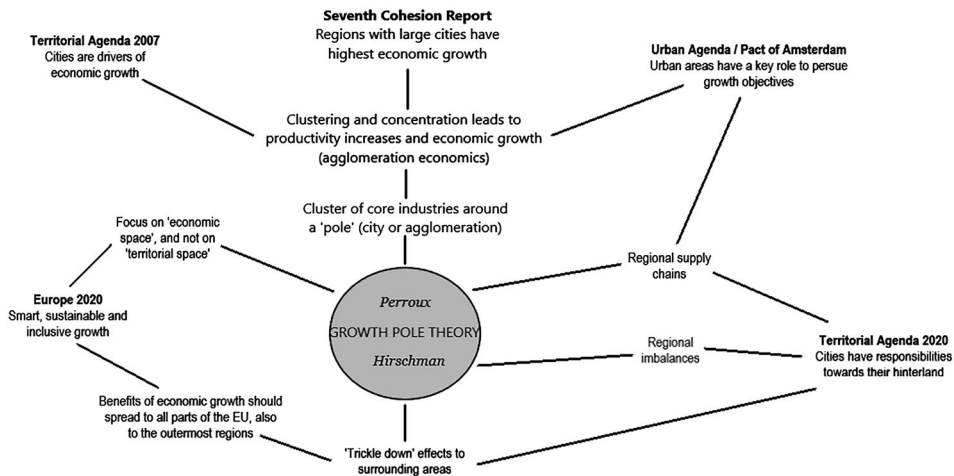 Seventh Cohesion Report
Regions with large cities have
highest economic growth
Territorial Agenda 2007
Cities are drivers of
economic growth
Urban Agenda / Pact of Amsterdam
Urban areas have a key role to persue
growth objectives
Clustering and concentration leads to
productivity increases and economic growth
(agglomeration economics)
Cluster of core industries around
a 'pole' (city or agglomeration)
Focus on 'economic
space', and not on
'territorial space'
Regional supply
chains
Europe 2020
Smart, sustainable and
inclusive growth
Perroux
GROWTH POLE THEORY
Hirschman
Regional
imbalances
Territorial Agenda 2020
Cities have responsibilities
towards their hinterland
Benefits of economic growth should
spread to all parts of the EU, also
to the outermost regions
'Trickle down' effects to
surrounding areas